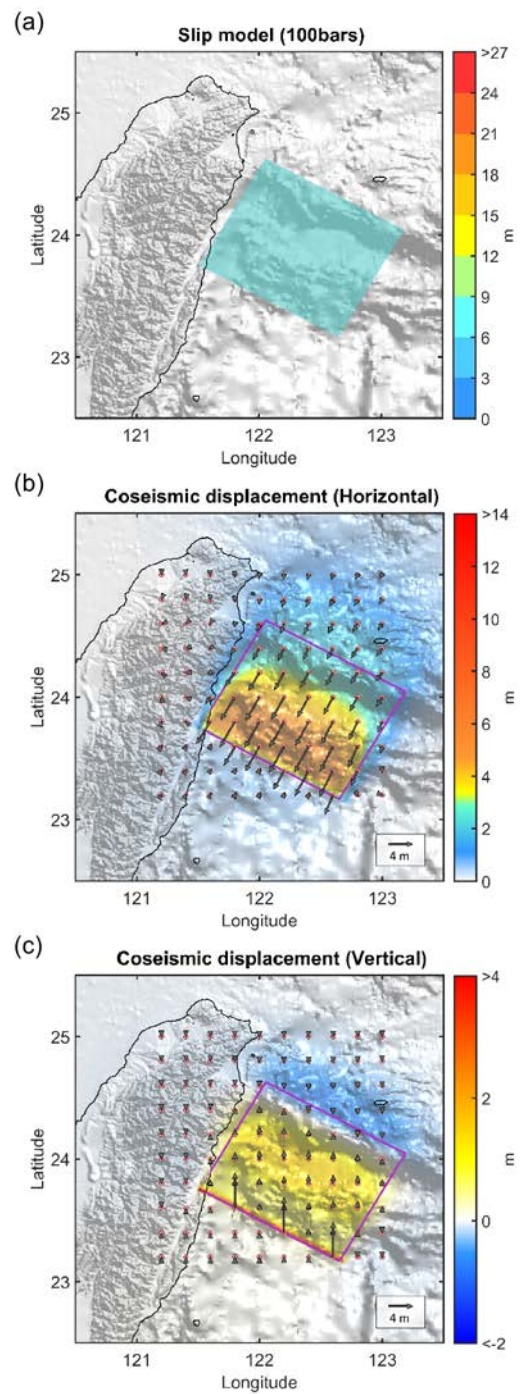 (a)
Slip model (100bars)
>27
24
21
18
15
12
9
6
3
0
m
25
24
23
Latitude
121 122 123
Longitude
(b)
Coseismic displacement (Horizontal)
>14
12
10
8
6
4
2
0
m
25
24
23
Latitude
4 m
121 122 123
Longitude
(c)
Coseismic displacement (Vertical)
>4
2
0
<-2
m
25
24
23
Latitude
4 m
121 122 123
Longitude